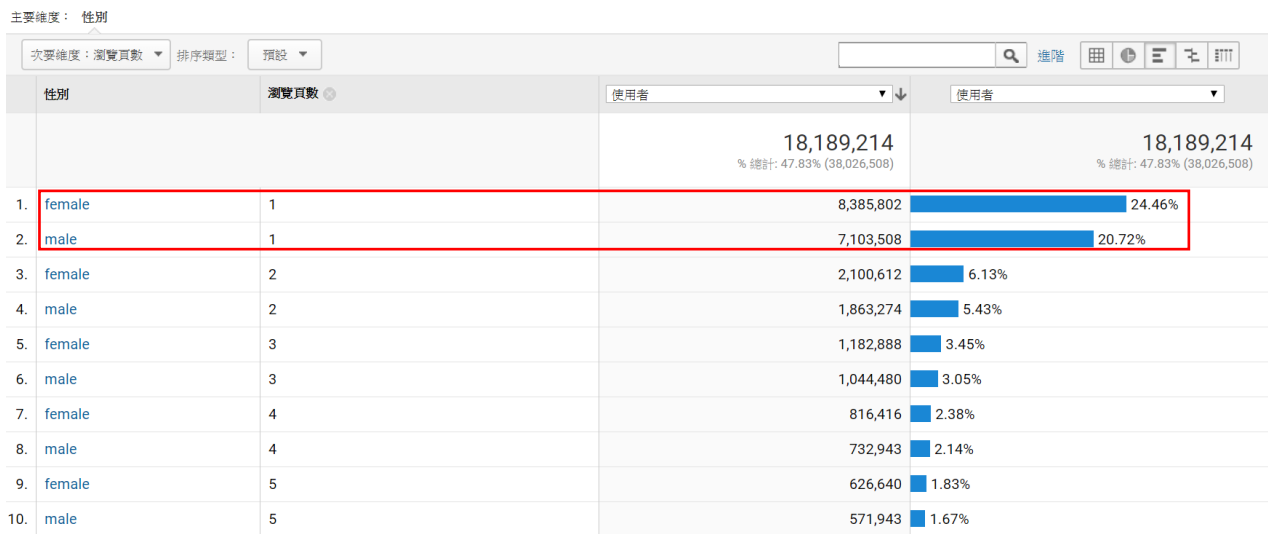 主要維度： 性別
次要維度：瀏覽頁數 排序類型： 預設 進階
性別 瀏覽頁數 使用者 使用者
18,189,214 18,189,214
% 總計: 47.83% (38,026,508) % 總計: 47.83% (38,026,508)
1. female 1 8,385,802 24.46%
2. male 1 7,103,508 20.72%
3. female 2 2,100,612 6.13%
4. male 2 1,863,274 5.43%
5. female 3 1,182,888 3.45%
6. male 3 1,044,480 3.05%
7. female 4 816,416 2.38%
8. male 4 732,943 2.14%
9. female 5 626,640 1.83%
10. male 5 571,943 1.67%